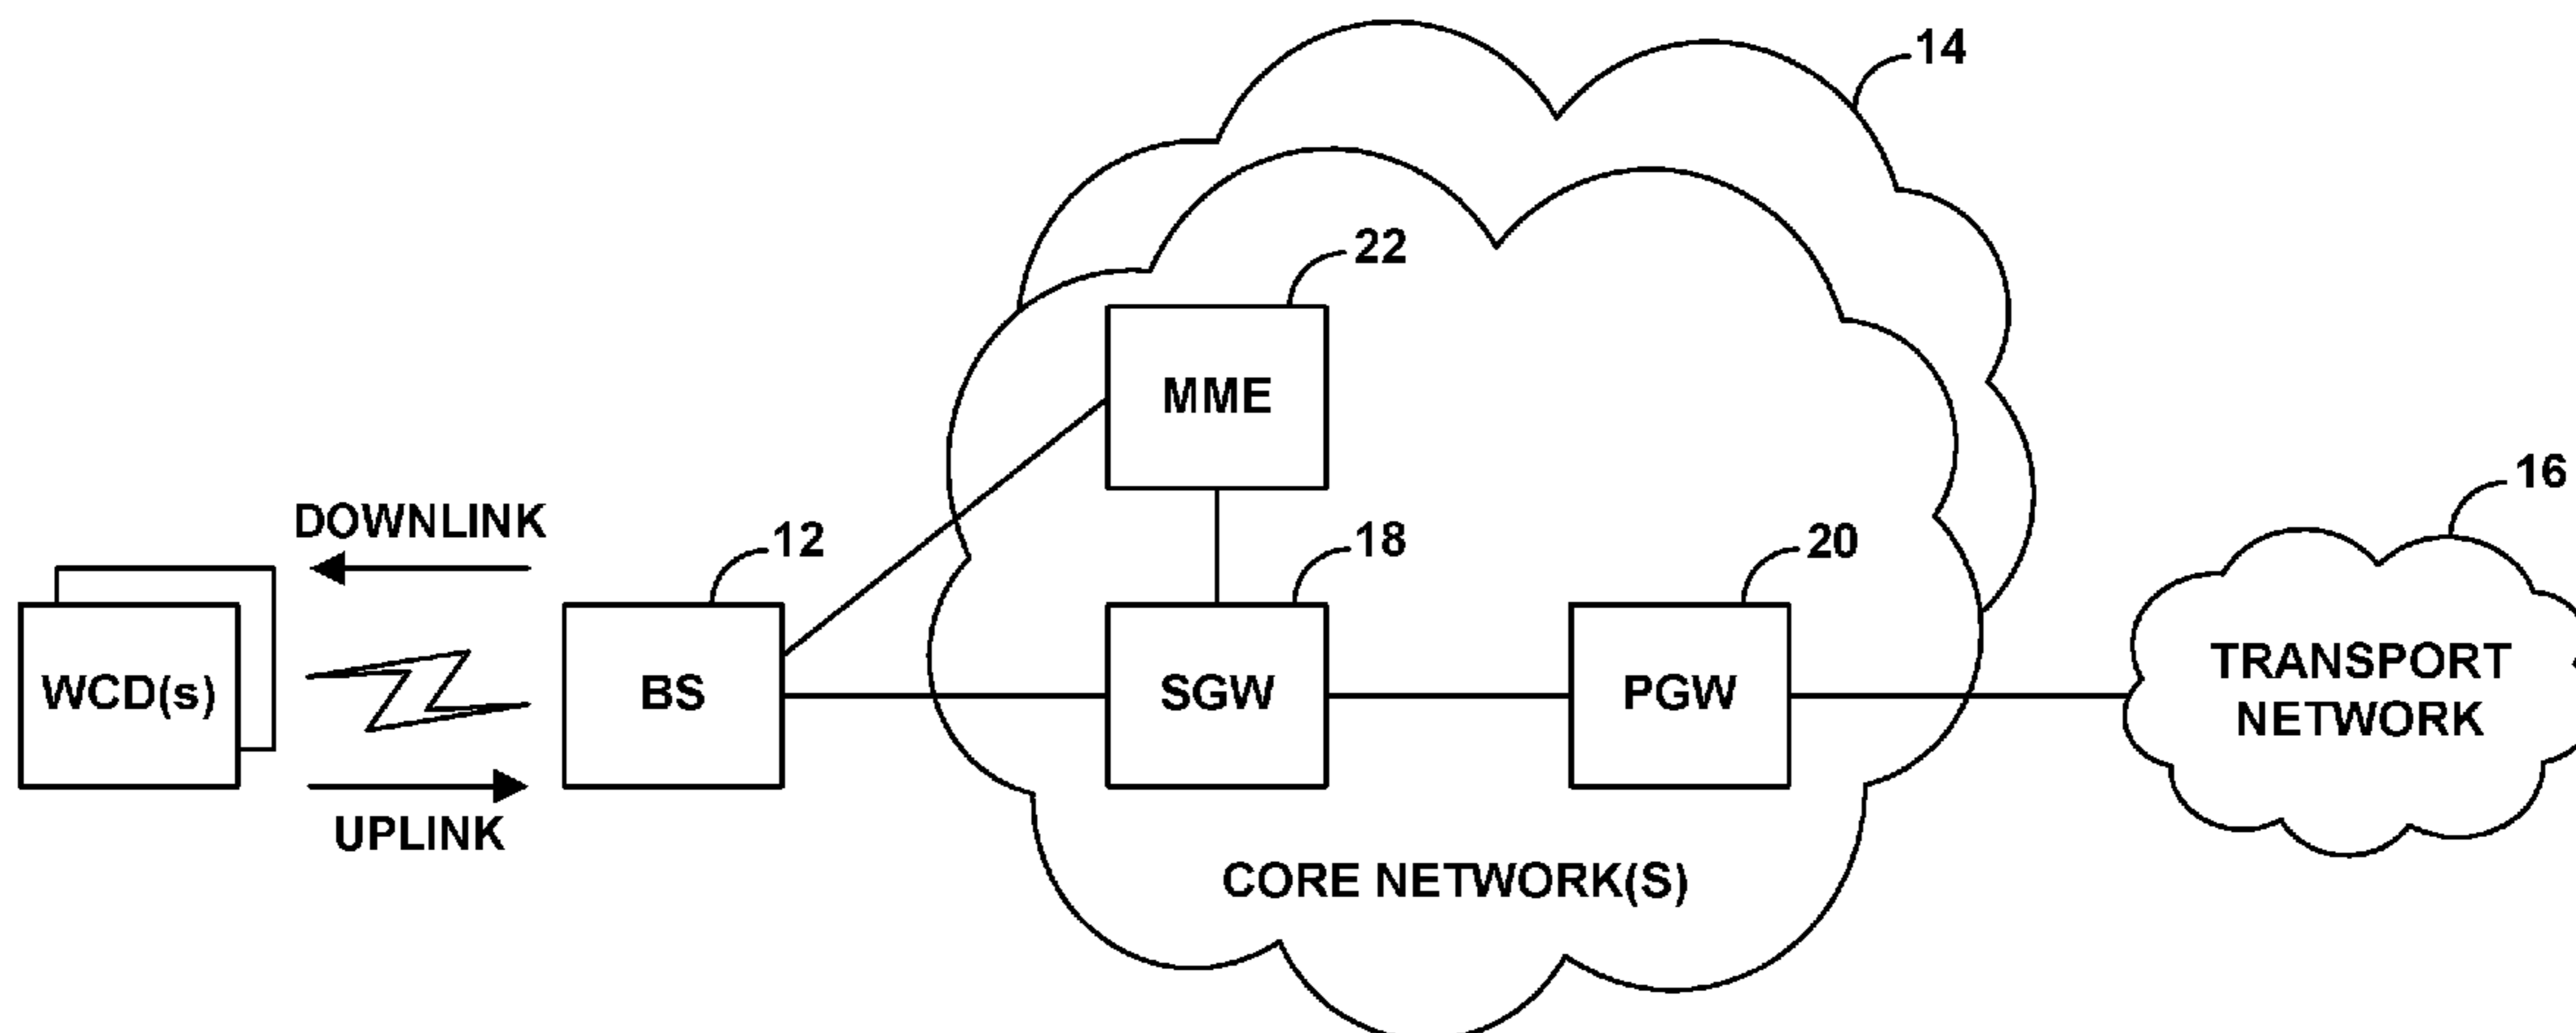 14
22
MME
16
DOWNLINK
12
18
20
WCD(s)
BS
SGW
PGW
TRANSPORT
NETWORK
UPLINK
CORE NETWORK(S)